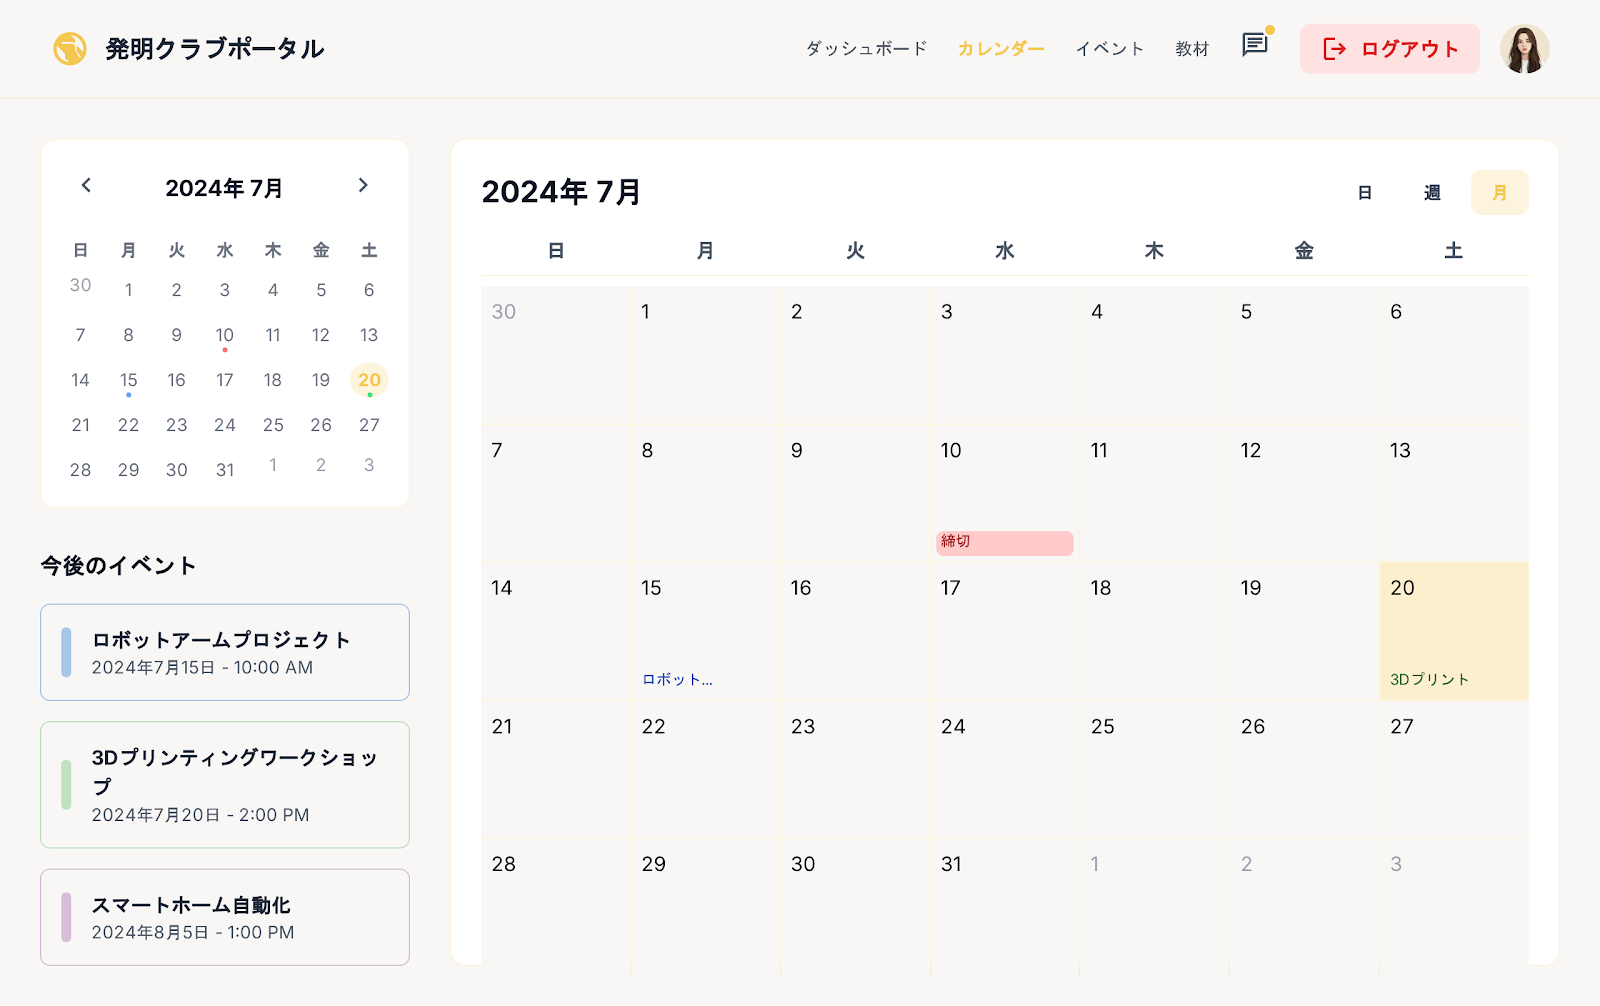 発明クラブポータル
ダッシュボード カレンダー イベント 教材 ログアウト
2024年 7月
日 月 火 水 木 金 土
30 1 2 3 4 5 6
7 8 9 10 11 12 13
14 15 16 17 18 19 20
21 22 23 24 25 26 27
28 29 30 31 1 2 3
今後のイベント
ロボットアームプロジェクト
2024年7月15日 - 10:00 AM
3Dプリンティングワークショッ
プ
2024年7月20日 - 2:00 PM
スマートホーム自動化
2024年8月5日 - 1:00 PM
2024年 7月
日 週 月
日 月 火 水 木 金 土
30 1 2 3 4 5 6
7 8 9 10 11 12 13
締切
14 15 16 17 18 19 20
ロボット... 3Dプリント
21 22 23 24 25 26 27
28 29 30 31 1 2 3